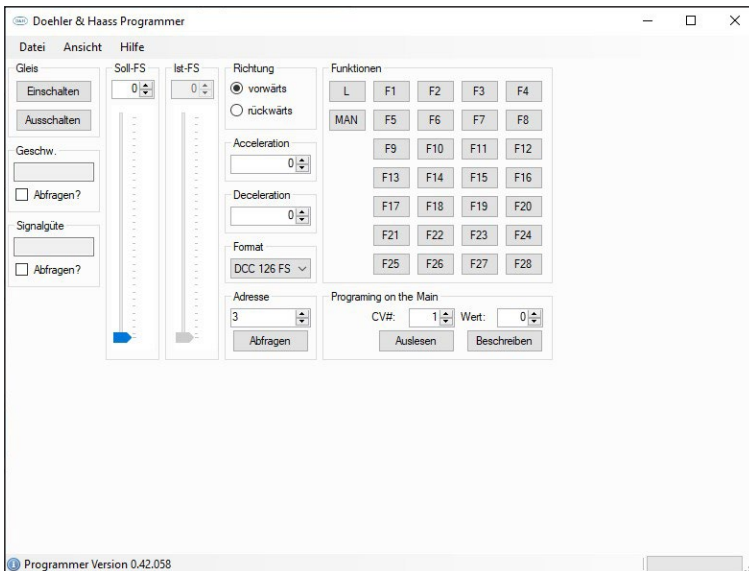 Doehler & Haass Programmer
Datei Ansicht Hilfe
Gleis
Einschalten
Ausschalten
Geschw.
Abfragen?
Signalgüte
Abfragen?
Soll-FS
0
Ist-FS
0
Richtung
vorwärts
rückwärts
Acceleration
0
Deceleration
0
Format
DCC 126 FS
Adresse
3
Abfragen
Funktionen
L F1 F2 F3 F4
MAN F5 F6 F7 F8
F9 F10 F11 F12
F13 F14 F15 F16
F17 F18 F19 F20
F21 F22 F23 F24
F25 F26 F27 F28
Programing on the Main
CV#: 1 Wert: 0
Auslesen Beschreiben
Programmer Version 0.42.058